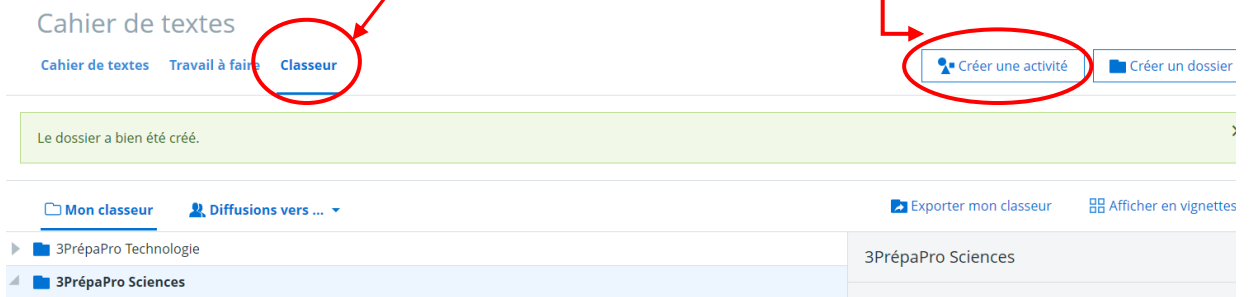 Cahier de textes
Cahier de textes Travail à faire Classeur Créer une activité Créer un dossier
Le dossier a bien été créé.
Mon classeur Diffusions vers ... Exporter mon classeur Afficher en vignettes
3PrépaPro Technologie
3PrépaPro Sciences
3PrépaPro Sciences